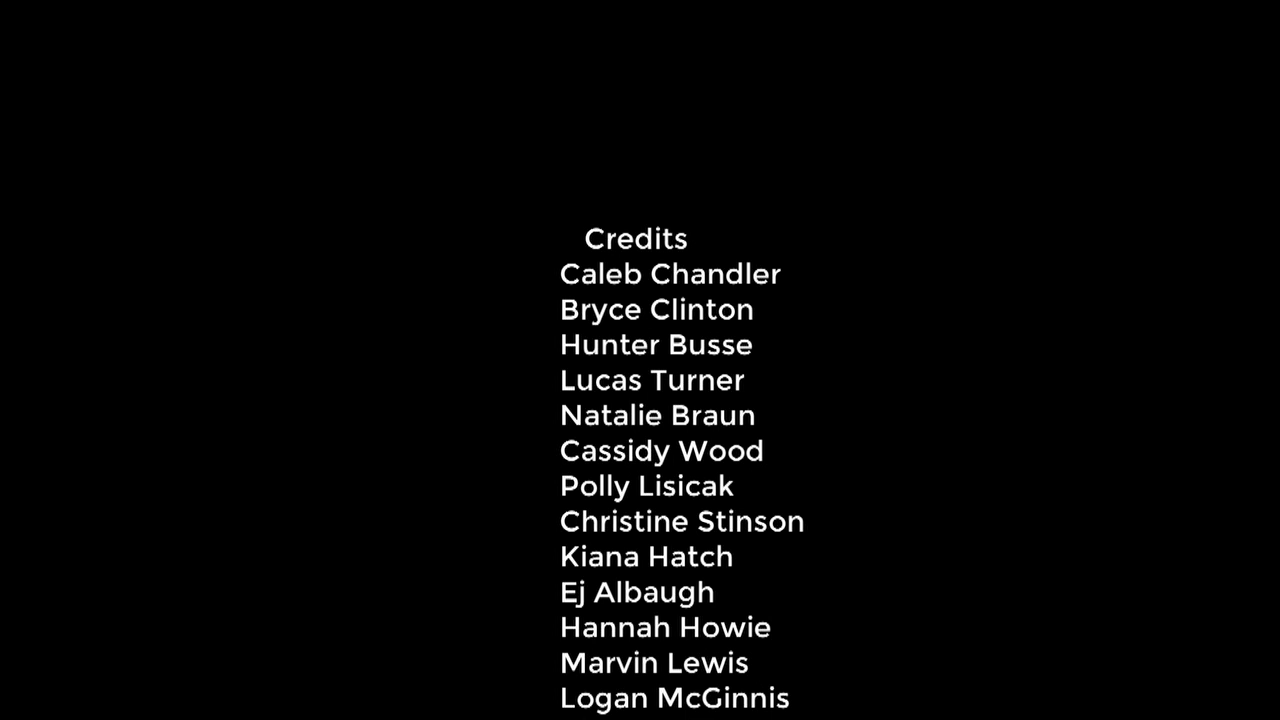 Credits
Caleb Chandler
Bryce Clinton
Hunter Busse
Lucas Turner
Natalie Braun
Cassidy Wood
Polly Lisicak
Christine Stinson
Kiana Hatch
Ej Albaugh
Hannah Howie
Marvin Lewis
Logan McGinnis